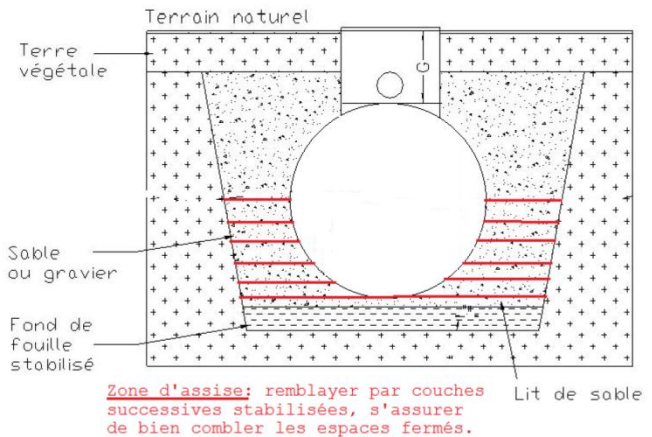 Terrain naturel
Terre
végétale
G
Sable
ou gravier
Fond de
fouille
stabilisé
Lit de sable
Zone d'assise: remblayer par couches
successives stabilisées, s'assurer
de bien combler les espaces fermés.